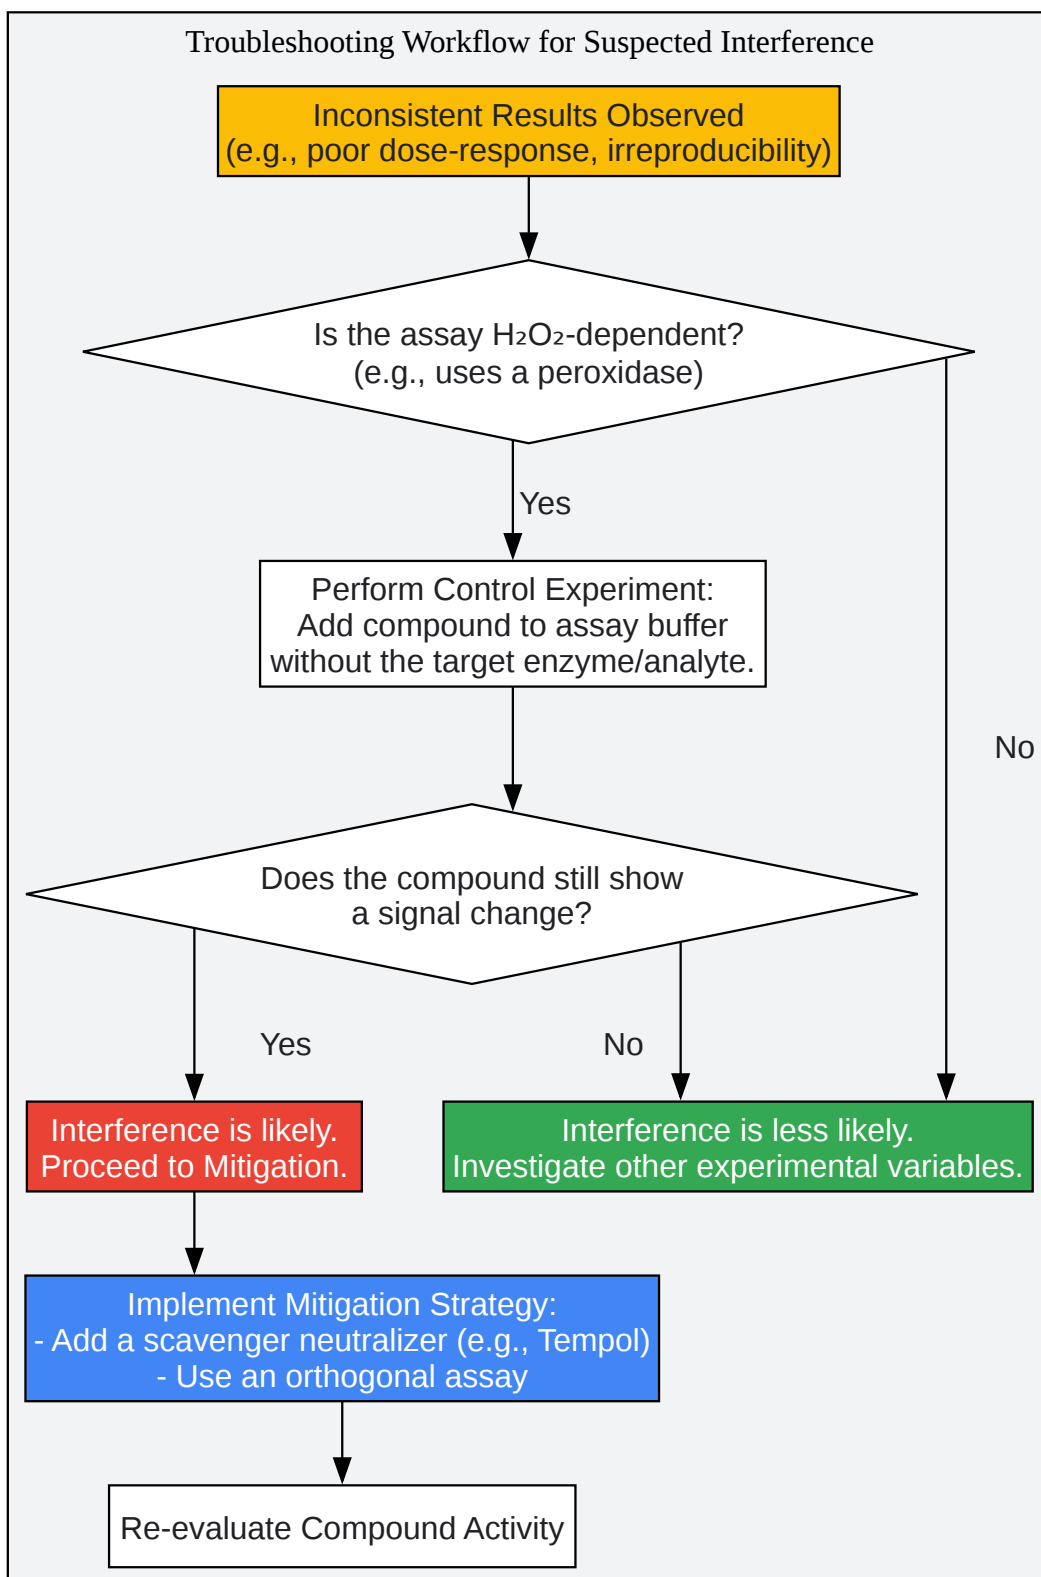 Troubleshooting Workflow for Suspected Interference
Inconsistent Results Observed
(e.g., poor dose-response, irreproducibility)
Is the assay H₂O₂-dependent?
(e.g., uses a peroxidase)
Yes
Perform Control Experiment:
Add compound to assay buffer
without the target enzyme/analyte.
No
Does the compound still show
a signal change?
Yes
No
Interference is likely.
Proceed to Mitigation.
Interference is less likely.
Investigate other experimental variables.
Implement Mitigation Strategy:
- Add a scavenger neutralizer (e.g., Tempol)
- Use an orthogonal assay
Re-evaluate Compound Activity